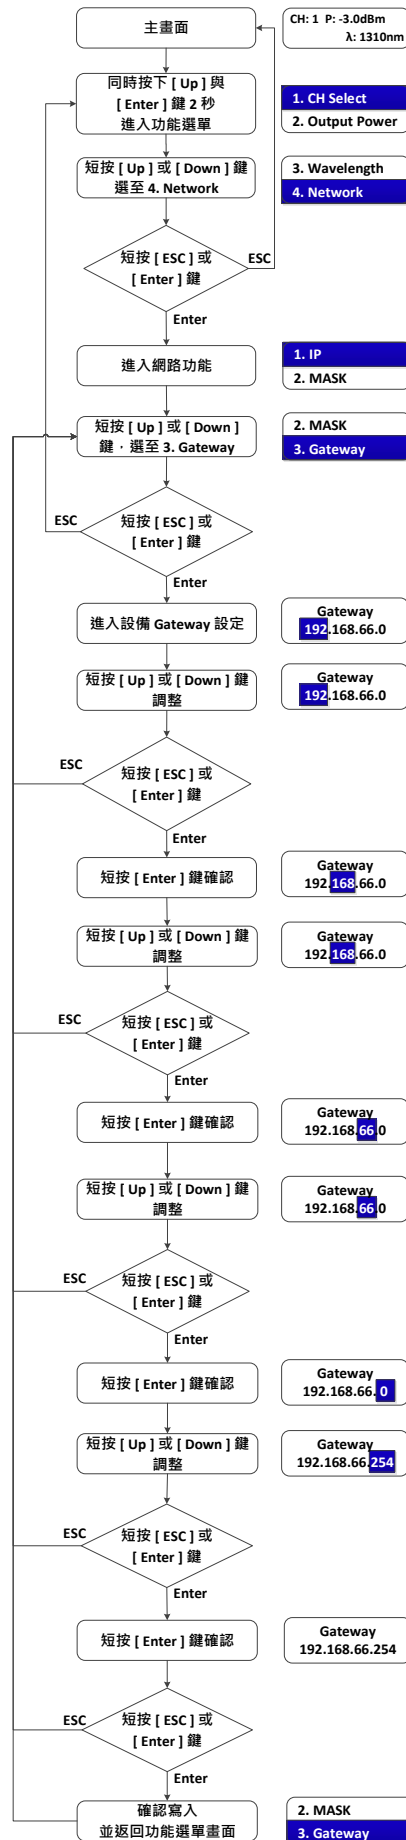 主畫面
CH: 1 P: -3.0dBm
λ: 1310nm
同時按下 [ Up ] 與
[ Enter ] 鍵 2 秒
進入功能選單
1. CH Select
2. Output Power
短按 [ Up ] 或 [ Down ] 鍵
選至 4. Network
3. Wavelength
4. Network
短按 [ ESC ] 或
[ Enter ] 鍵
ESC
Enter
進入網路功能
1. IP
2. MASK
短按 [ Up ] 或 [ Down ]
鍵，選至 3. Gateway
2. MASK
3. Gateway
ESC
短按 [ ESC ] 或
[ Enter ] 鍵
Enter
進入設備 Gateway 設定
Gateway
192.168.66.0
短按 [ Up ] 或 [ Down ] 鍵
調整
Gateway
192.168.66.0
ESC
短按 [ ESC ] 或
[ Enter ] 鍵
Enter
短按 [ Enter ] 鍵確認
Gateway
192.168.66.0
短按 [ Up ] 或 [ Down ] 鍵
調整
Gateway
192.168.66.0
ESC
短按 [ ESC ] 或
[ Enter ] 鍵
Enter
短按 [ Enter ] 鍵確認
Gateway
192.168.66.0
短按 [ Up ] 或 [ Down ] 鍵
調整
Gateway
192.168.66.0
ESC
短按 [ ESC ] 或
[ Enter ] 鍵
Enter
短按 [ Enter ] 鍵確認
Gateway
192.168.66.0
短按 [ Up ] 或 [ Down ] 鍵
調整
Gateway
192.168.66.254
ESC
短按 [ ESC ] 或
[ Enter ] 鍵
Enter
短按 [ Enter ] 鍵確認
Gateway
192.168.66.254
ESC
短按 [ ESC ] 或
[ Enter ] 鍵
Enter
確認寫入
並返回功能選單畫面
2. MASK
3. Gateway